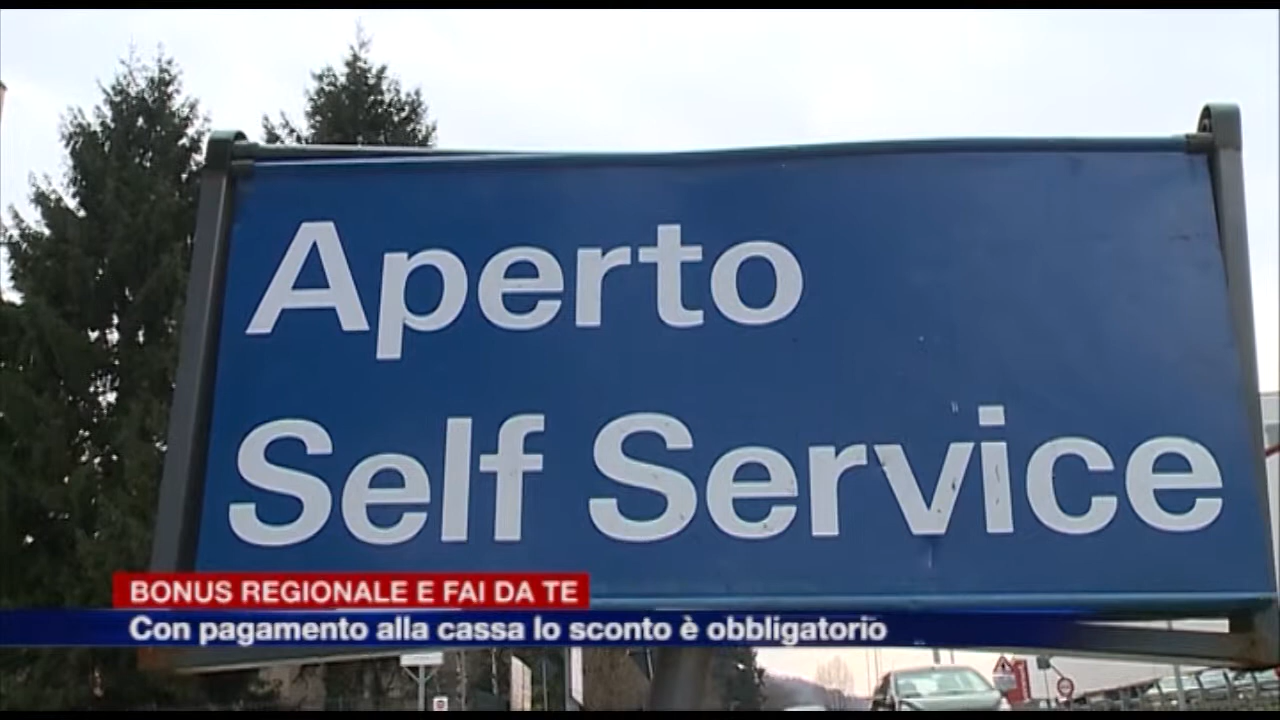 Aperto
Self Service
BONUS REGIONALE E FAI DA TE
Con pagamento alla cassa lo sconto è obbligatorio